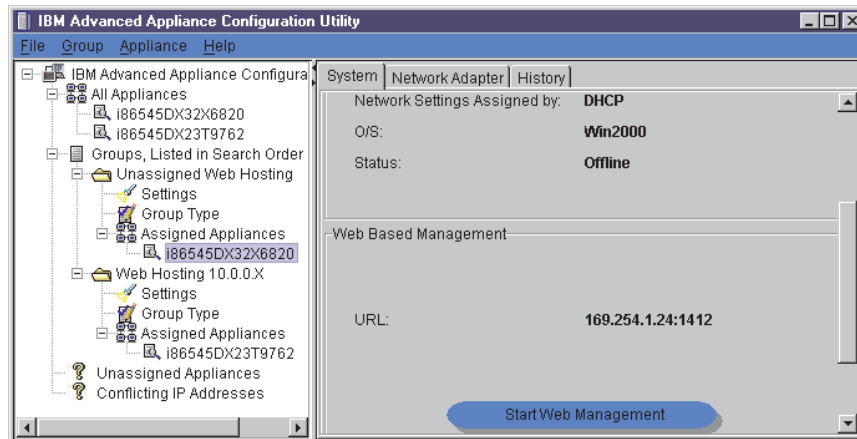 IBM Advanced Appliance Configuration Utility
File Group Appliance Help
IBM Advanced Appliance Configura
All Appliances
i86545DX32X6820
i86545DX23T9762
Groups, Listed in Search Order
Unassigned Web Hosting
Settings
Group Type
Assigned Appliances
i86545DX32X6820
Web Hosting 10.0.0.X
Settings
Group Type
Assigned Appliances
i86545DX23T9762
Unassigned Appliances
Conflicting IP Addresses
System Network Adapter History
Network Settings Assigned by: DHCP
O/S: Win2000
Status: Offline
Web Based Management
URL: 169.254.1.24:1412
Start Web Management